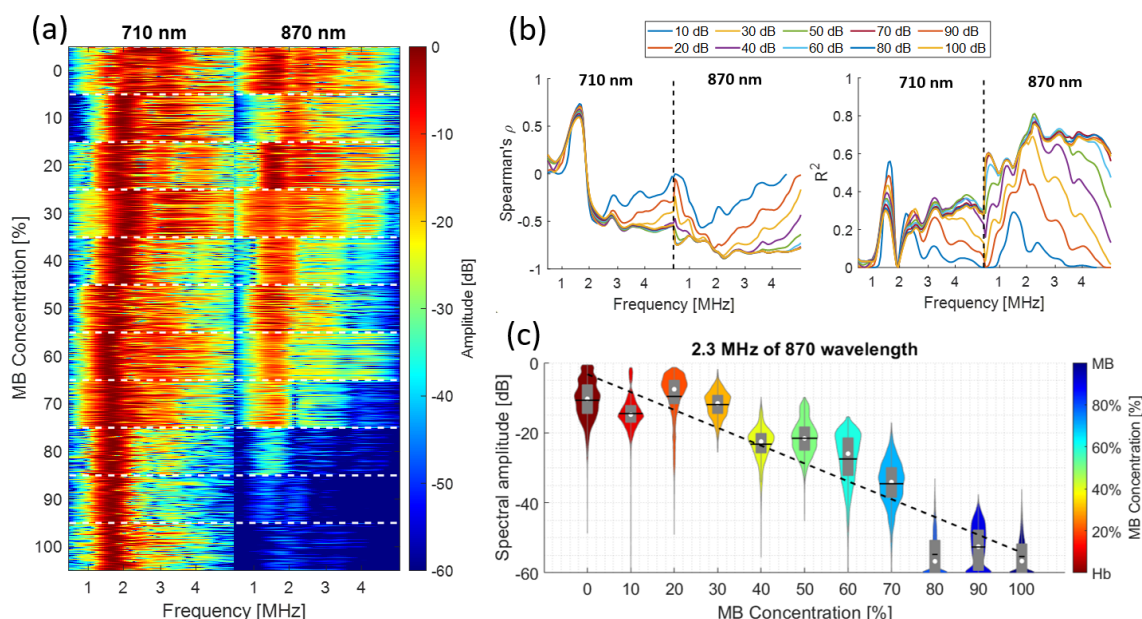 (a)
710 nm
870 nm
MB Concentration [%]
0
10
20
30
40
50
60
70
80
90
100
1
2
3
4
1
2
3
4
Frequency [MHz]
Amplitude [dB]
0
-10
-20
-30
-40
-50
-60
(b)
10 dB
30 dB
50 dB
70 dB
90 dB
20 dB
40 dB
60 dB
80 dB
100 dB
710 nm
870 nm
Spearman's ρ
1
0.5
0
-0.5
-1
1
2
3
4
1
2
3
4
Frequency [MHz]
710 nm
870 nm
R2
1
0.8
0.6
0.4
0.2
0
1
2
3
4
1
2
3
4
Frequency [MHz]
(c)
2.3 MHz of 870 wavelength
Spectral amplitude [dB]
0
-20
-40
-60
0
10
20
30
40
50
60
70
80
90
100
MB Concentration [%]
MB
80%
60%
40%
20%
Hb
MB Concentration [%]